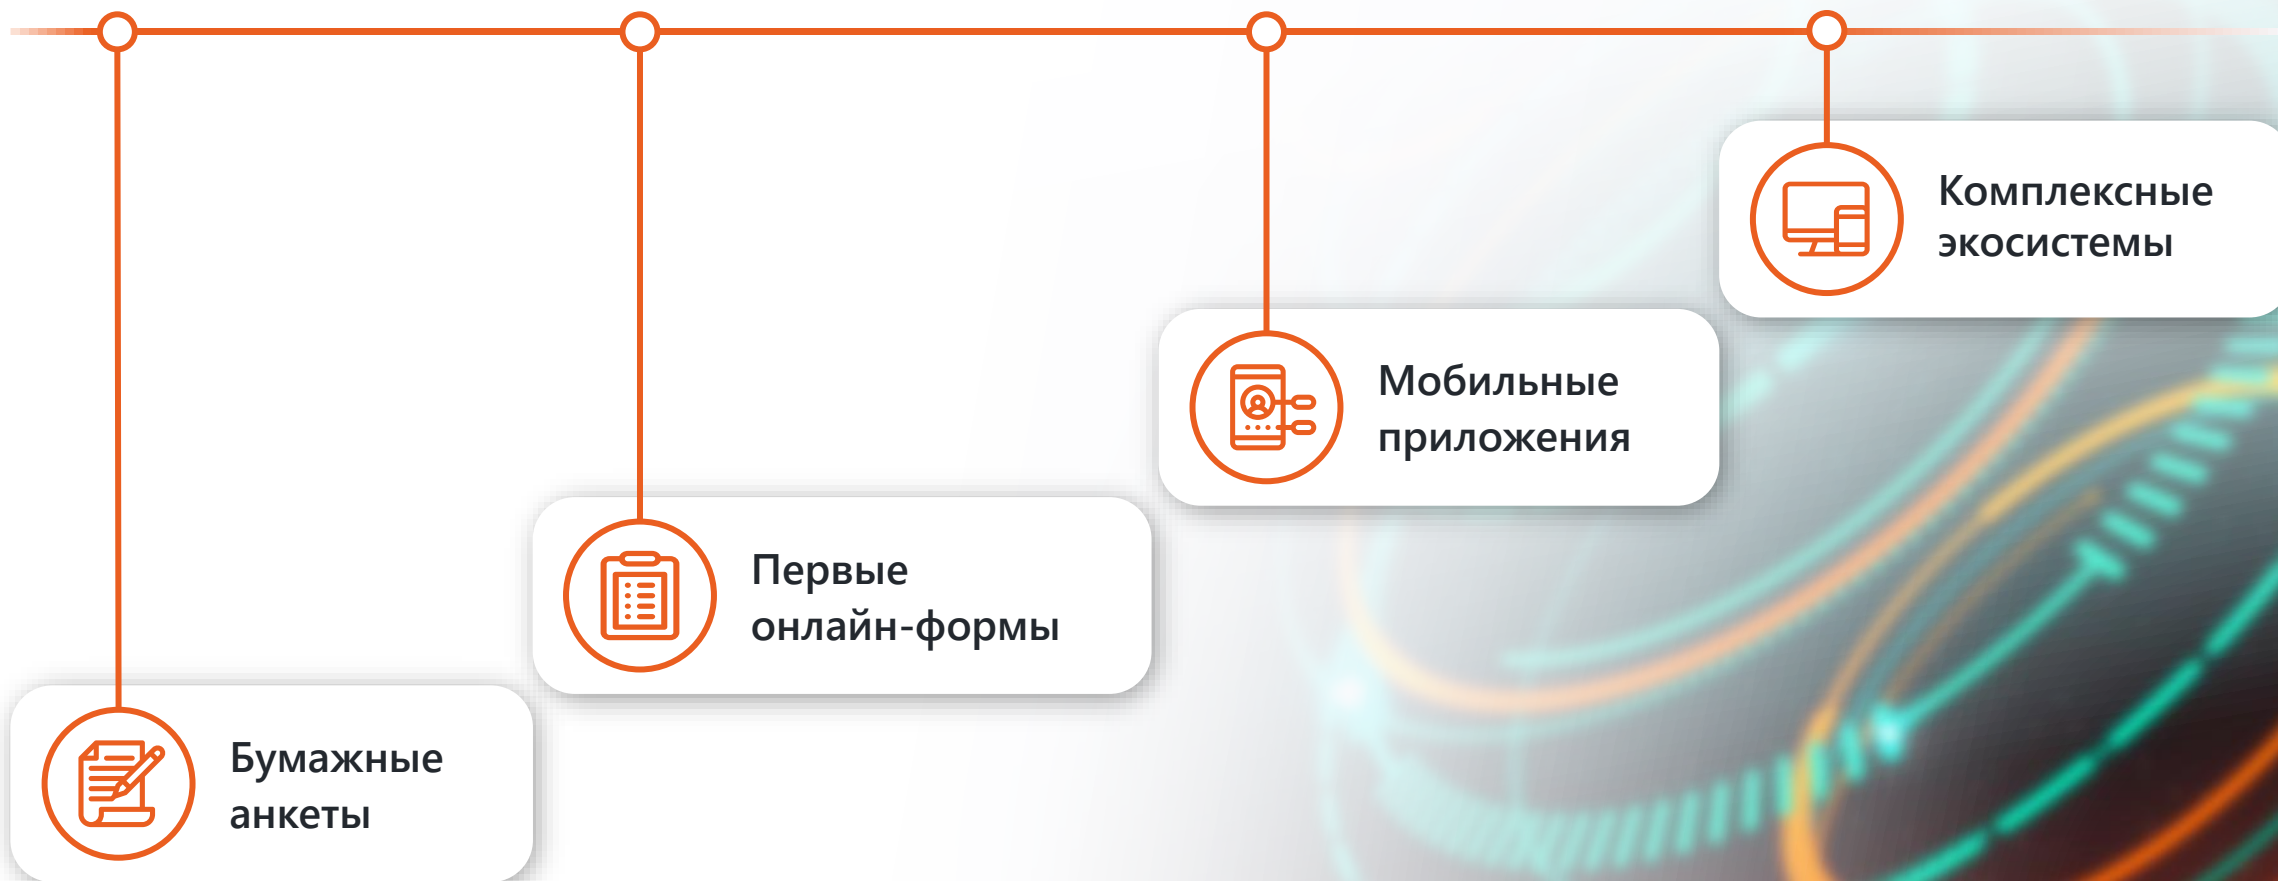 Бумажные
анкеты
Первые
онлайн-формы
Мобильные
приложения
Комплексные
экосистемы